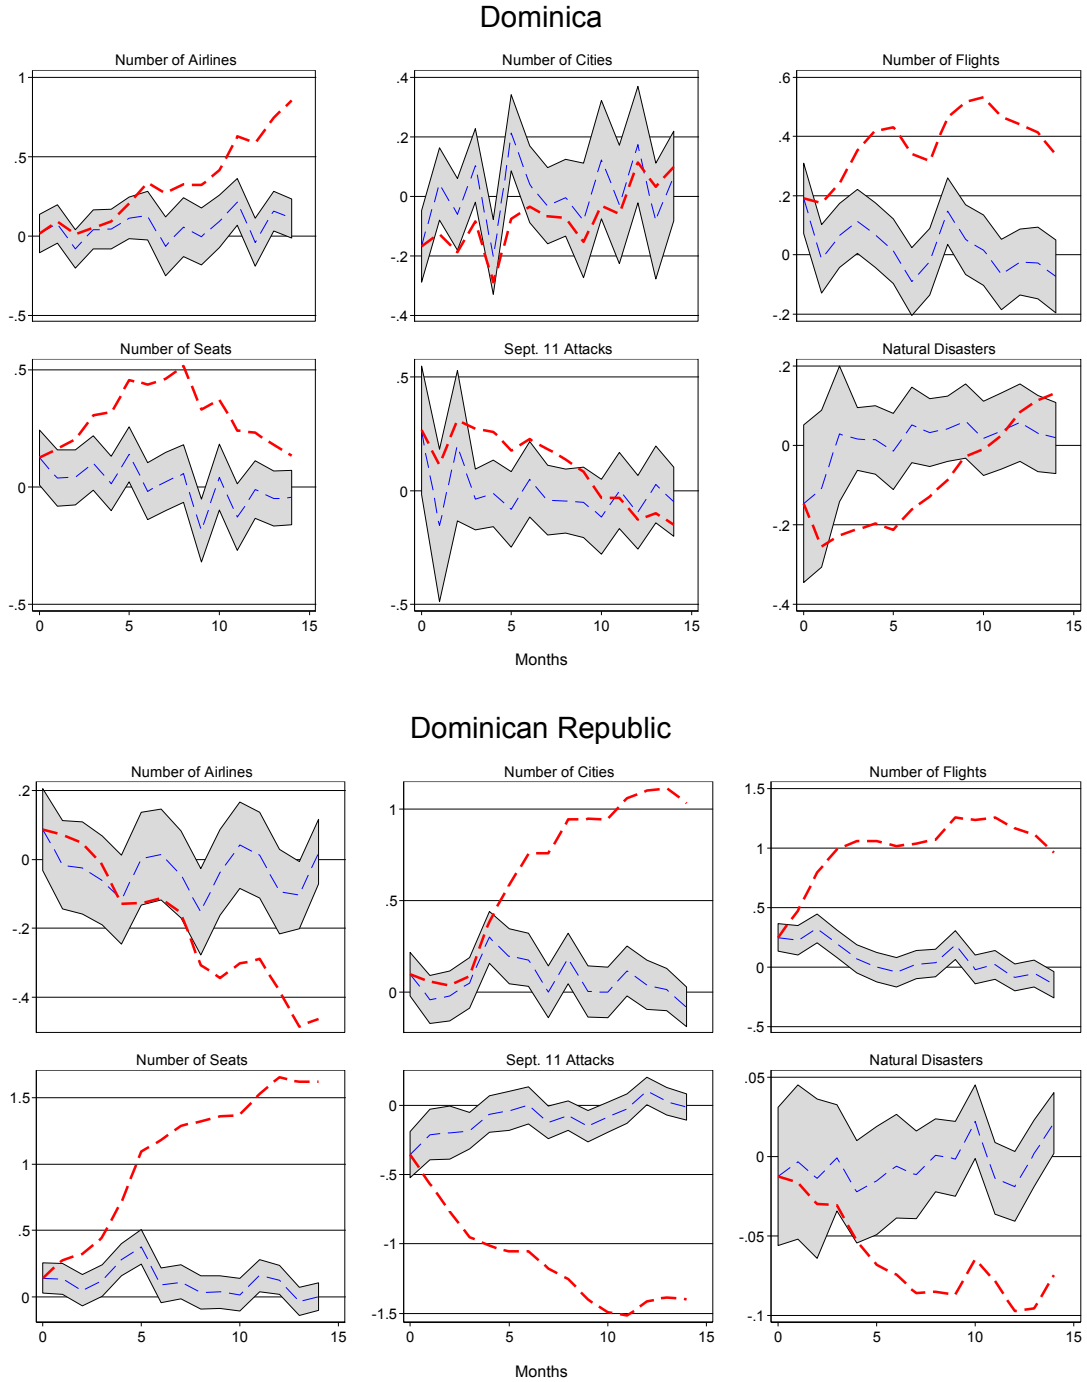 Dominica
Number of Airlines Number of Cities Number of Flights
1 .4 .6
.5 .2 .4
0 0 .2
-.5 -.2 0
-.4 -.2
Number of Seats Sept. 11 Attacks Natural Disasters
.5 .5 .2
0 0 0
-.5 -.5 -.2
-.4
0 5 10 15 0 5 10 15 0 5 10 15
Months
Dominican Republic
Number of Airlines Number of Cities Number of Flights
.2 1 1.5
0 .5 1
-.2 0 .5
-.4 0
-.5
Number of Seats Sept. 11 Attacks Natural Disasters
1.5 0 .05
1 -.5 0
.5 -1 -.05
0 -1.5 -.1
0 5 10 15 0 5 10 15 0 5 10 15
Months